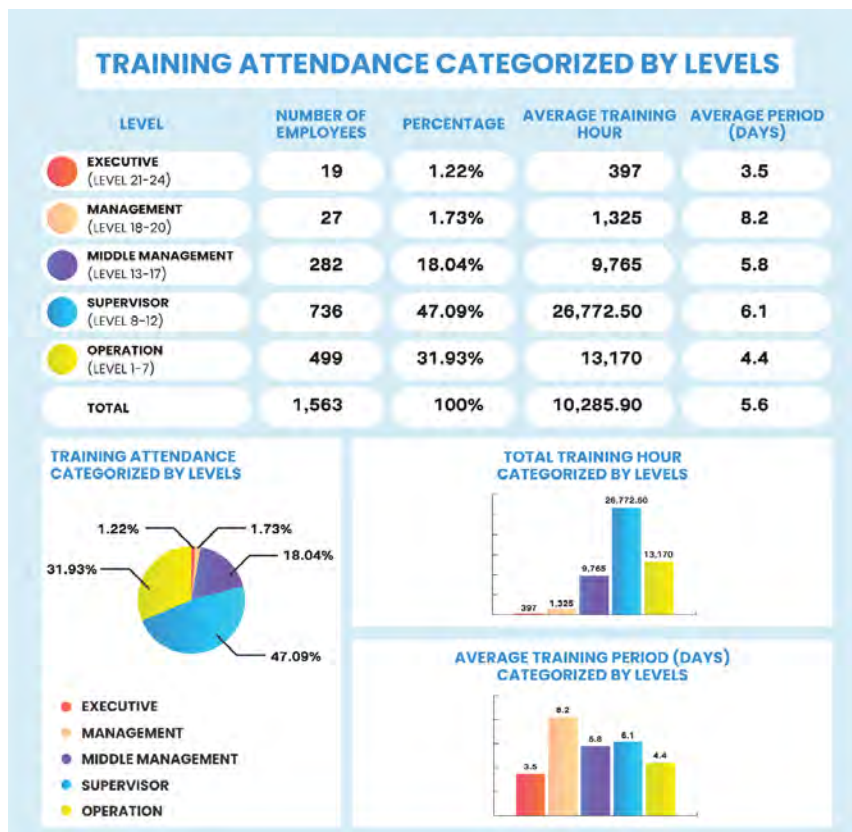 TRAINING ATTENDANCE CATEGORIZED BY LEVELS
LEVEL NUMBER OF EMPLOYEES PERCENTAGE AVERAGE TRAINING HOUR AVERAGE PERIOD (DAYS)
EXECUTIVE
(LEVEL 21-24) 19 1.22% 397 3.5
MANAGEMENT
(LEVEL 18-20) 27 1.73% 1,325 8.2
MIDDLE MANAGEMENT
(LEVEL 13-17) 282 18.04% 9,765 5.8
SUPERVISOR
(LEVEL 8-12) 736 47.09% 26,772.50 6.1
OPERATION
(LEVEL 1-7) 499 31.93% 13,170 4.4
TOTAL 1,563 100% 10,285.90 5.6
TRAINING ATTENDANCE
CATEGORIZED BY LEVELS
1.22%
1.73%
18.04%
31.93%
47.09%
EXECUTIVE
MANAGEMENT
MIDDLE MANAGEMENT
SUPERVISOR
OPERATION
TOTAL TRAINING HOUR
CATEGORIZED BY LEVELS
397
1,325
9,765
26,772.50
13,170
AVERAGE TRAINING PERIOD (DAYS)
CATEGORIZED BY LEVELS
3.5
8.2
5.8
6.1
4.4